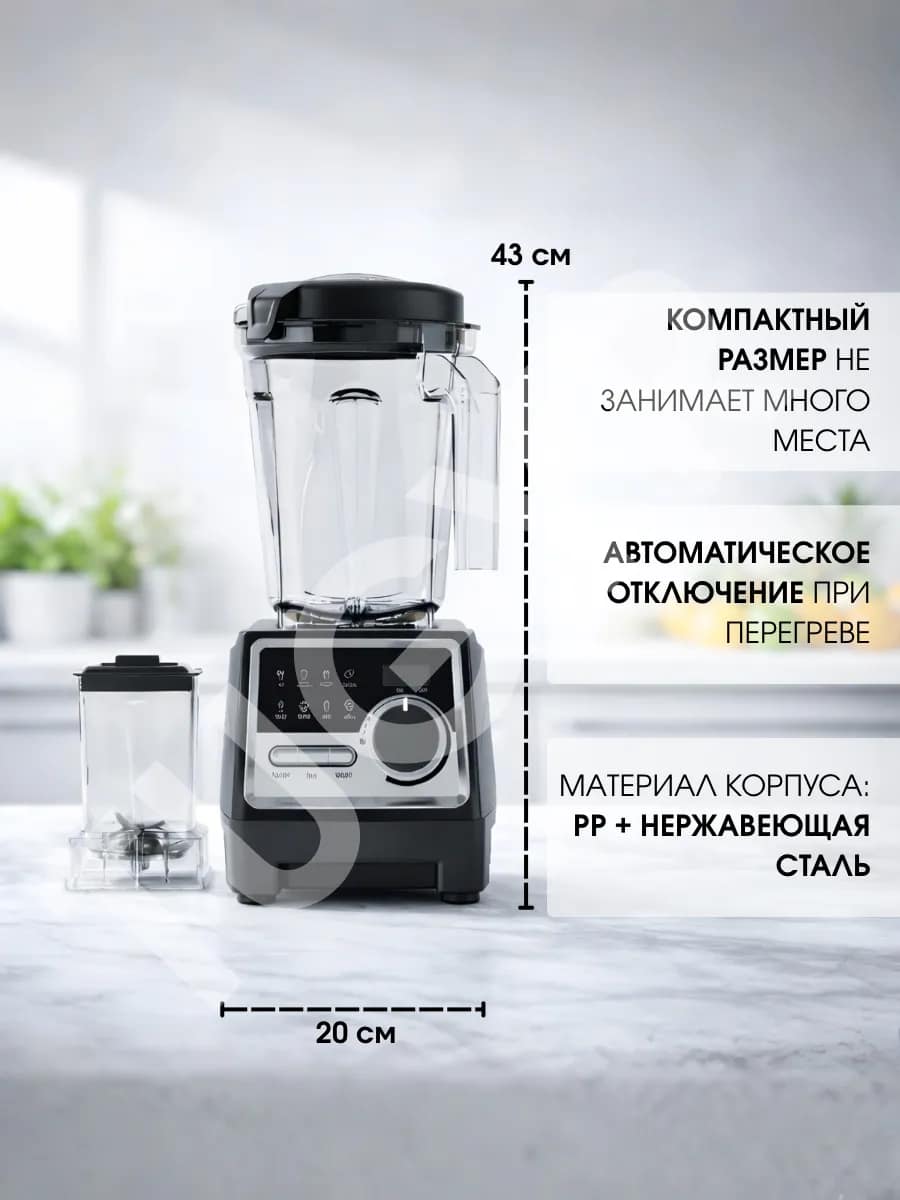 43 см
КОМПАКТНЫЙ
РАЗМЕР НЕ
ЗАНИМАЕТ МНОГО
МЕСТА
АВТОМАТИЧЕСКОЕ
ОТКЛЮЧЕНИЕ ПРИ
ПЕРЕГРЕВЕ
МАТЕРИАЛ КОРПУСА:
PP + НЕРЖАВЕЮЩАЯ
СТАЛЬ
20 см